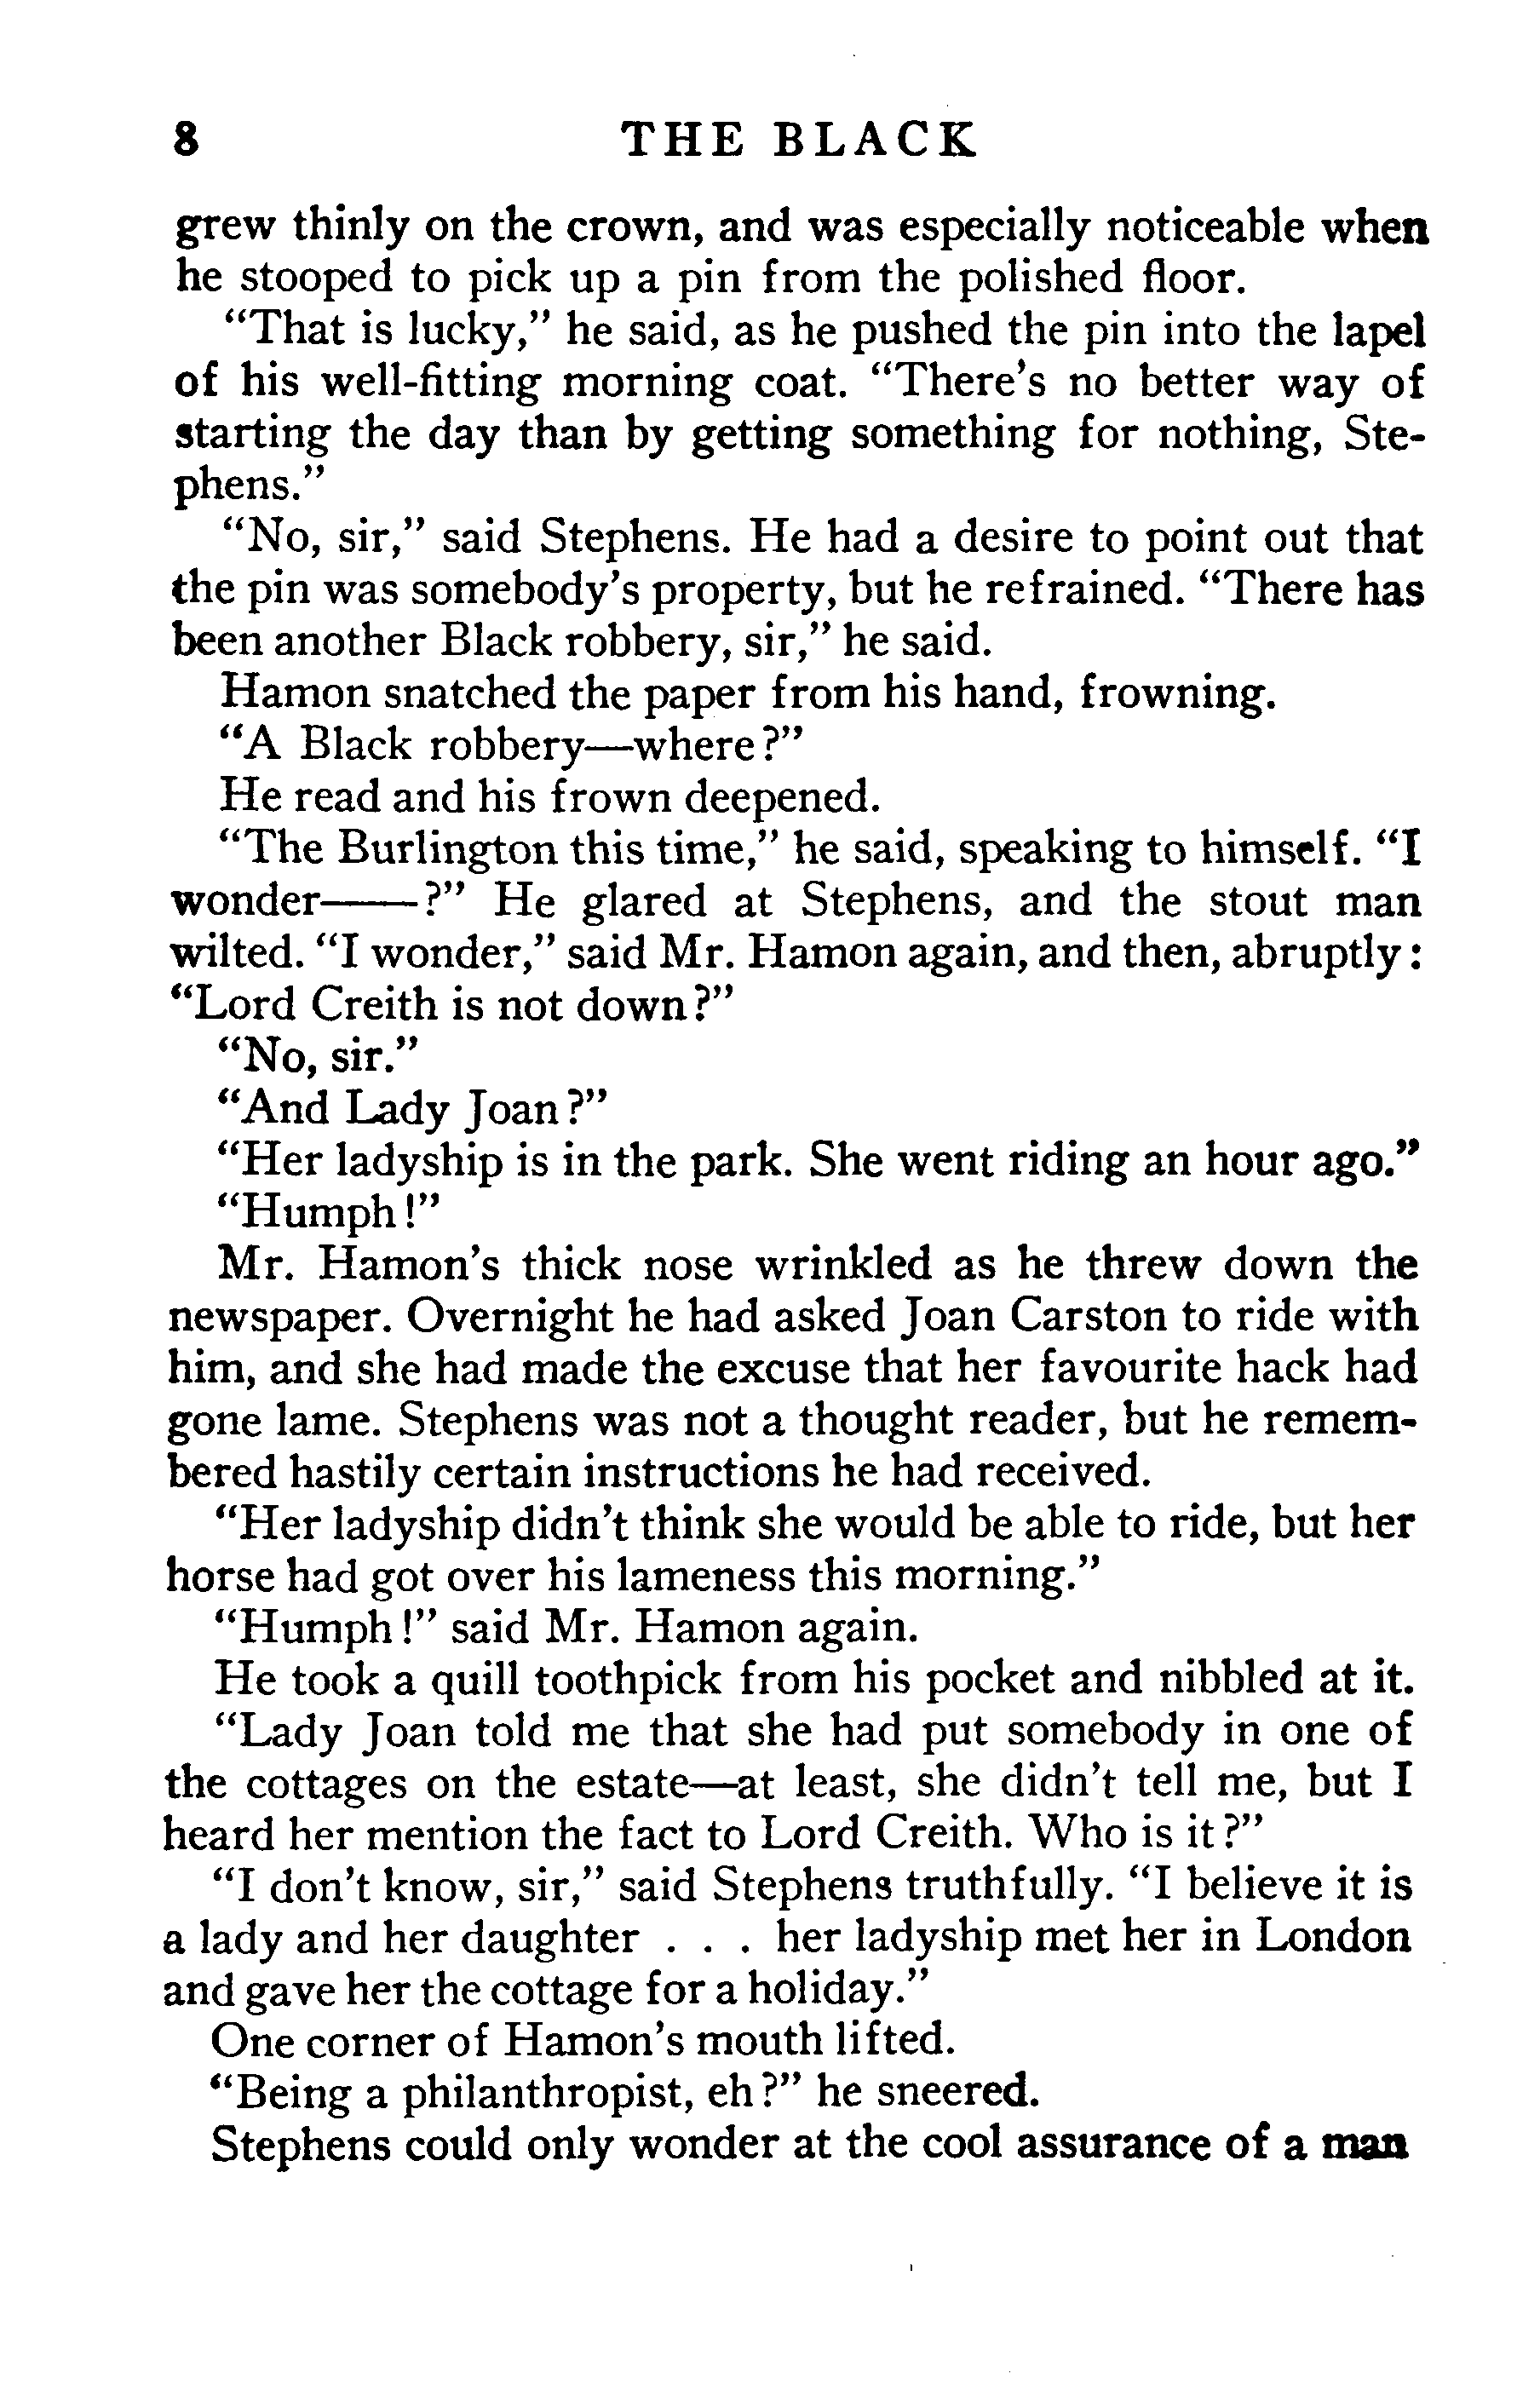 8 THE BLACK
grew thinly on the crown, and was especially noticeable when
he stooped to pick up a pin from the polished floor.
“That is lucky,” he said, as he pushed the pin into the lapel
of his well-fitting morning coat. “There’s no better way of
starting the day than by getting something for nothing, Ste-
phens.”
“No, sir,” said Stephens. He had a desire to point out that
the pin was somebody’s property, but he refrained. “There has
been another Black robbery, sir,” he said.
Hamon snatched the paper from his hand, frowning.
“A Black robbery—where?”
He read and his frown deepened.
“The Burlington this time,” he said, speaking to himself. “I
wonder——?” He glared at Stephens, and the stout man
wilted. “I wonder,” said Mr. Hamon again, and then, abruptly:
“Lord Creith is not down?”
“No, sir.”
“And Lady Joan?”
“Her ladyship is in the park. She went riding an hour ago.”
“Humph!”
Mr. Hamon’s thick nose wrinkled as he threw down the
newspaper. Overnight he had asked Joan Carston to ride with
him, and she had made the excuse that her favourite hack had
gone lame. Stephens was not a thought reader, but he remem-
bered hastily certain instructions he had received.
“Her ladyship didn’t think she would be able to ride, but her
horse had got over his lameness this morning.”
“Humph!” said Mr. Hamon again.
He took a quill toothpick from his pocket and nibbled at it.
“Lady Joan told me that she had put somebody in one of
the cottages on the estate—at least, she didn’t tell me, but I
heard her mention the fact to Lord Creith. Who is it?”
“I don’t know, sir,” said Stephens truthfully. “I believe it is
a lady and her daughter . . . her ladyship met her in London
and gave her the cottage for a holiday.”
One corner of Hamon’s mouth lifted.
“Being a philanthropist, eh?” he sneered.
Stephens could only wonder at the cool assurance of a man